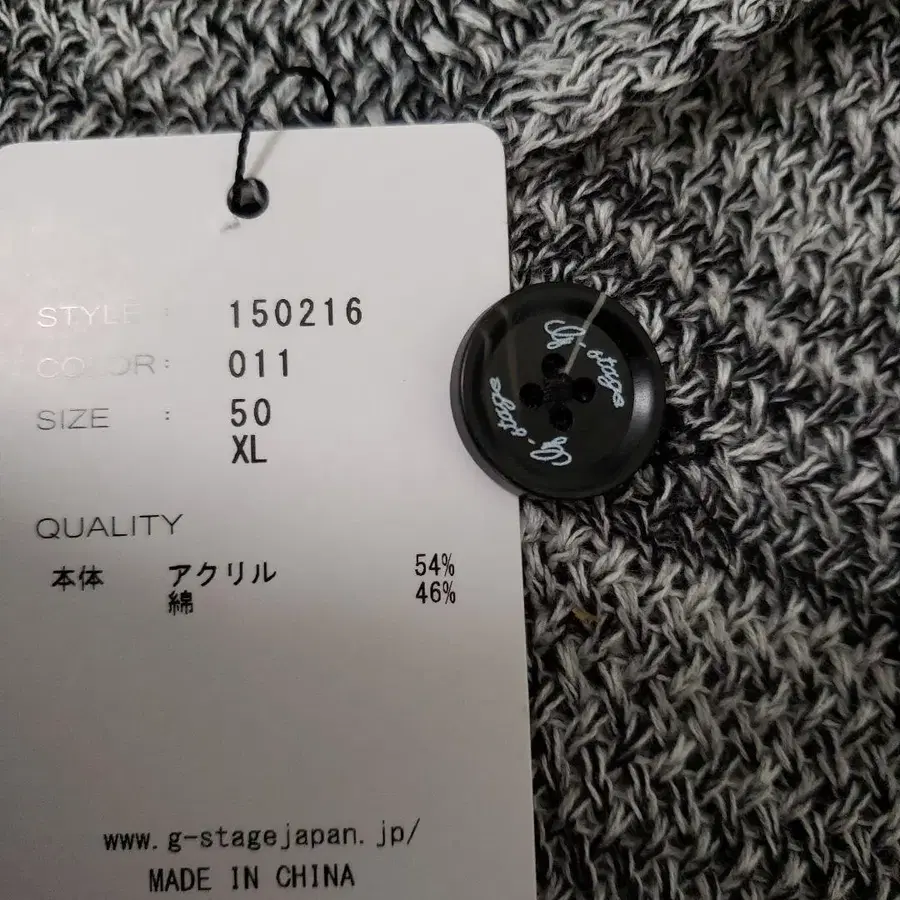 STYLE : 150216
COLOR : 011
SIZE : 50
XL
QUALITY
本体 アクリル 54%
綿 46%
www.g-stagejapan.jp/
MADE IN CHINA
G-stage
G-stage